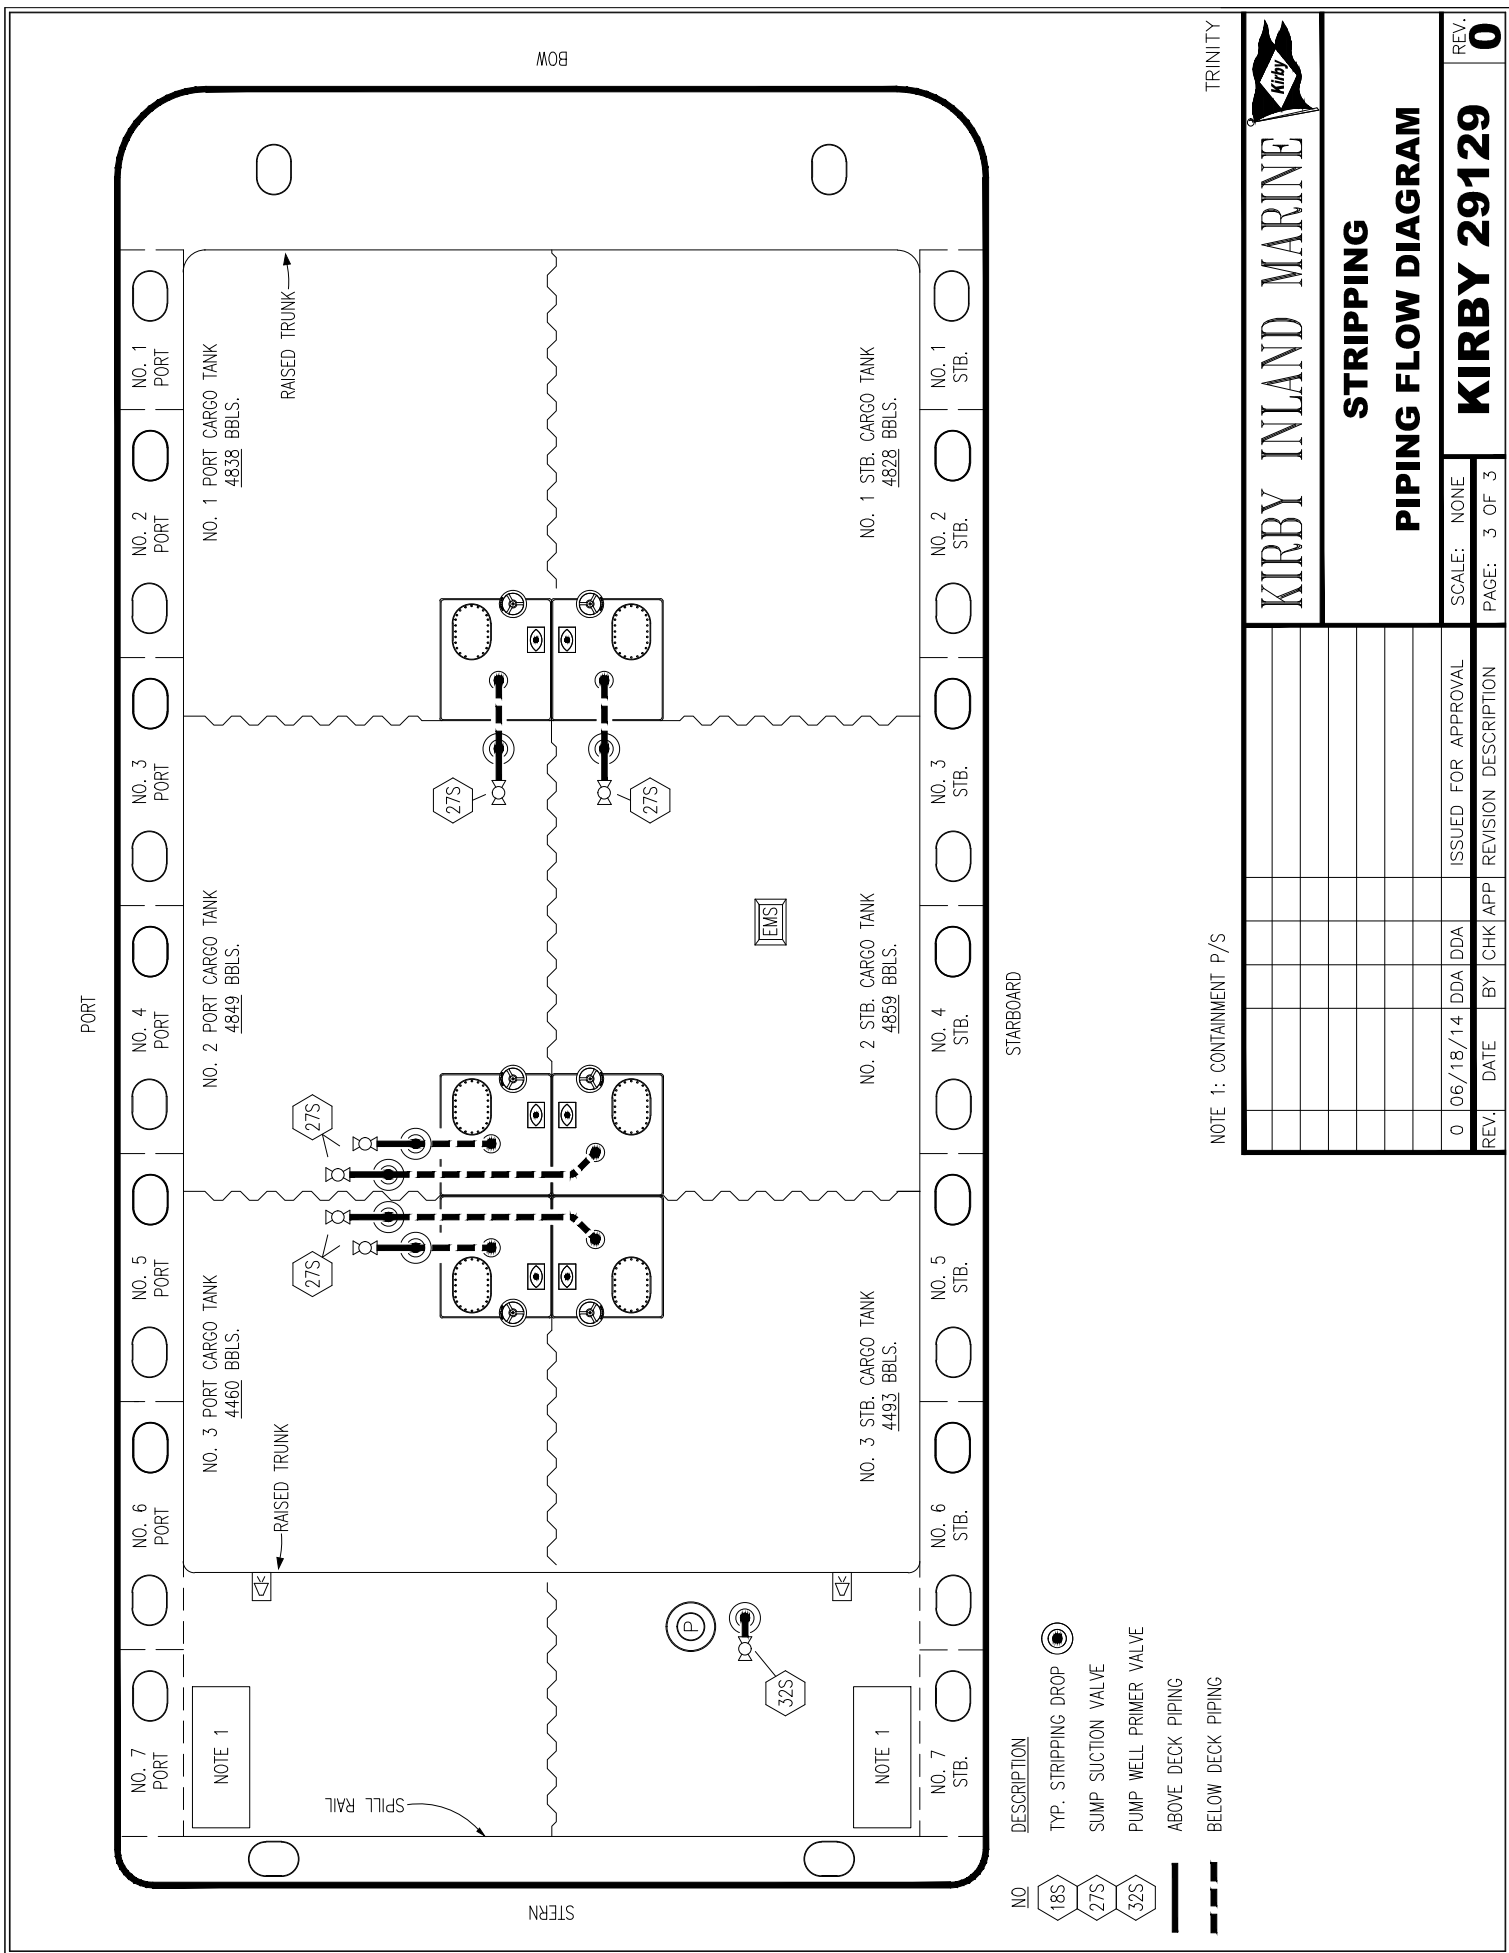 BOW
PORT
STARBOARD
STERN
NO. 1
PORT
NO. 2
PORT
NO. 3
PORT
NO. 4
PORT
NO. 5
PORT
NO. 6
PORT
NO. 7
PORT
NO. 1 PORT CARGO TANK
4838 BBLS.
NO. 2 PORT CARGO TANK
4849 BBLS.
NO. 3 PORT CARGO TANK
4460 BBLS.
RAISED TRUNK
RAISED TRUNK
27S
27S
27S
27S
EMS
P
32S
SPILL RAIL
NOTE 1
NOTE 1
NO. 1 STB. CARGO TANK
4828 BBLS.
NO. 2 STB. CARGO TANK
4859 BBLS.
NO. 3 STB. CARGO TANK
4493 BBLS.
NO. 1
STB.
NO. 2
STB.
NO. 3
STB.
NO. 4
STB.
NO. 5
STB.
NO. 6
STB.
NO. 7
STB.
NO DESCRIPTION
18S TYP. STRIPPING DROP
27S SUMP SUCTION VALVE
32S PUMP WELL PRIMER VALVE
ABOVE DECK PIPING
BELOW DECK PIPING
NOTE 1: CONTAINMENT P/S
TRINITY
KIRBY INLAND MARINE
Kirby
STRIPPING
PIPING FLOW DIAGRAM
0 06/18/14 DDA DDA ISSUED FOR APPROVAL
REV. DATE BY CHK APP REVISION DESCRIPTION
SCALE: NONE
PAGE: 3 OF 3
KIRBY 29129
REV.
0